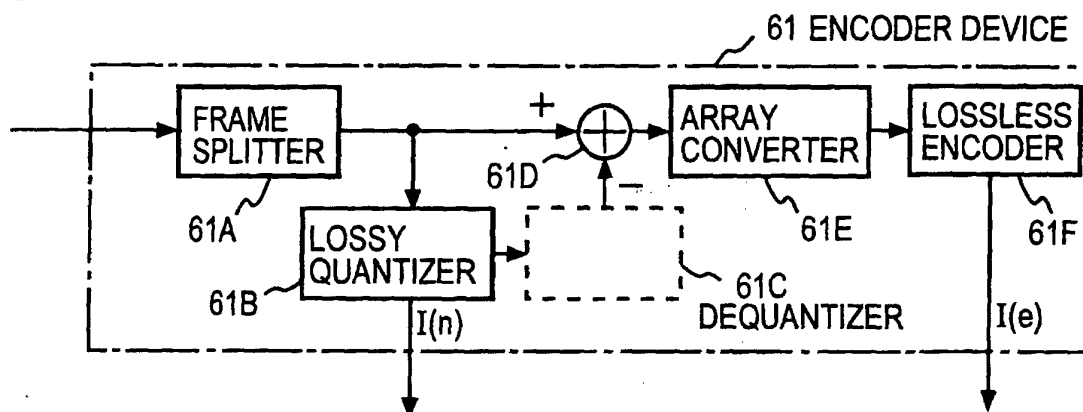 61 ENCODER DEVICE
FRAME
SPLITTER
61A
+
61D
−
ARRAY
CONVERTER
61E
LOSSLESS
ENCODER
61F
LOSSY
QUANTIZER
61B
61C
DEQUANTIZER
I(n)
I(e)